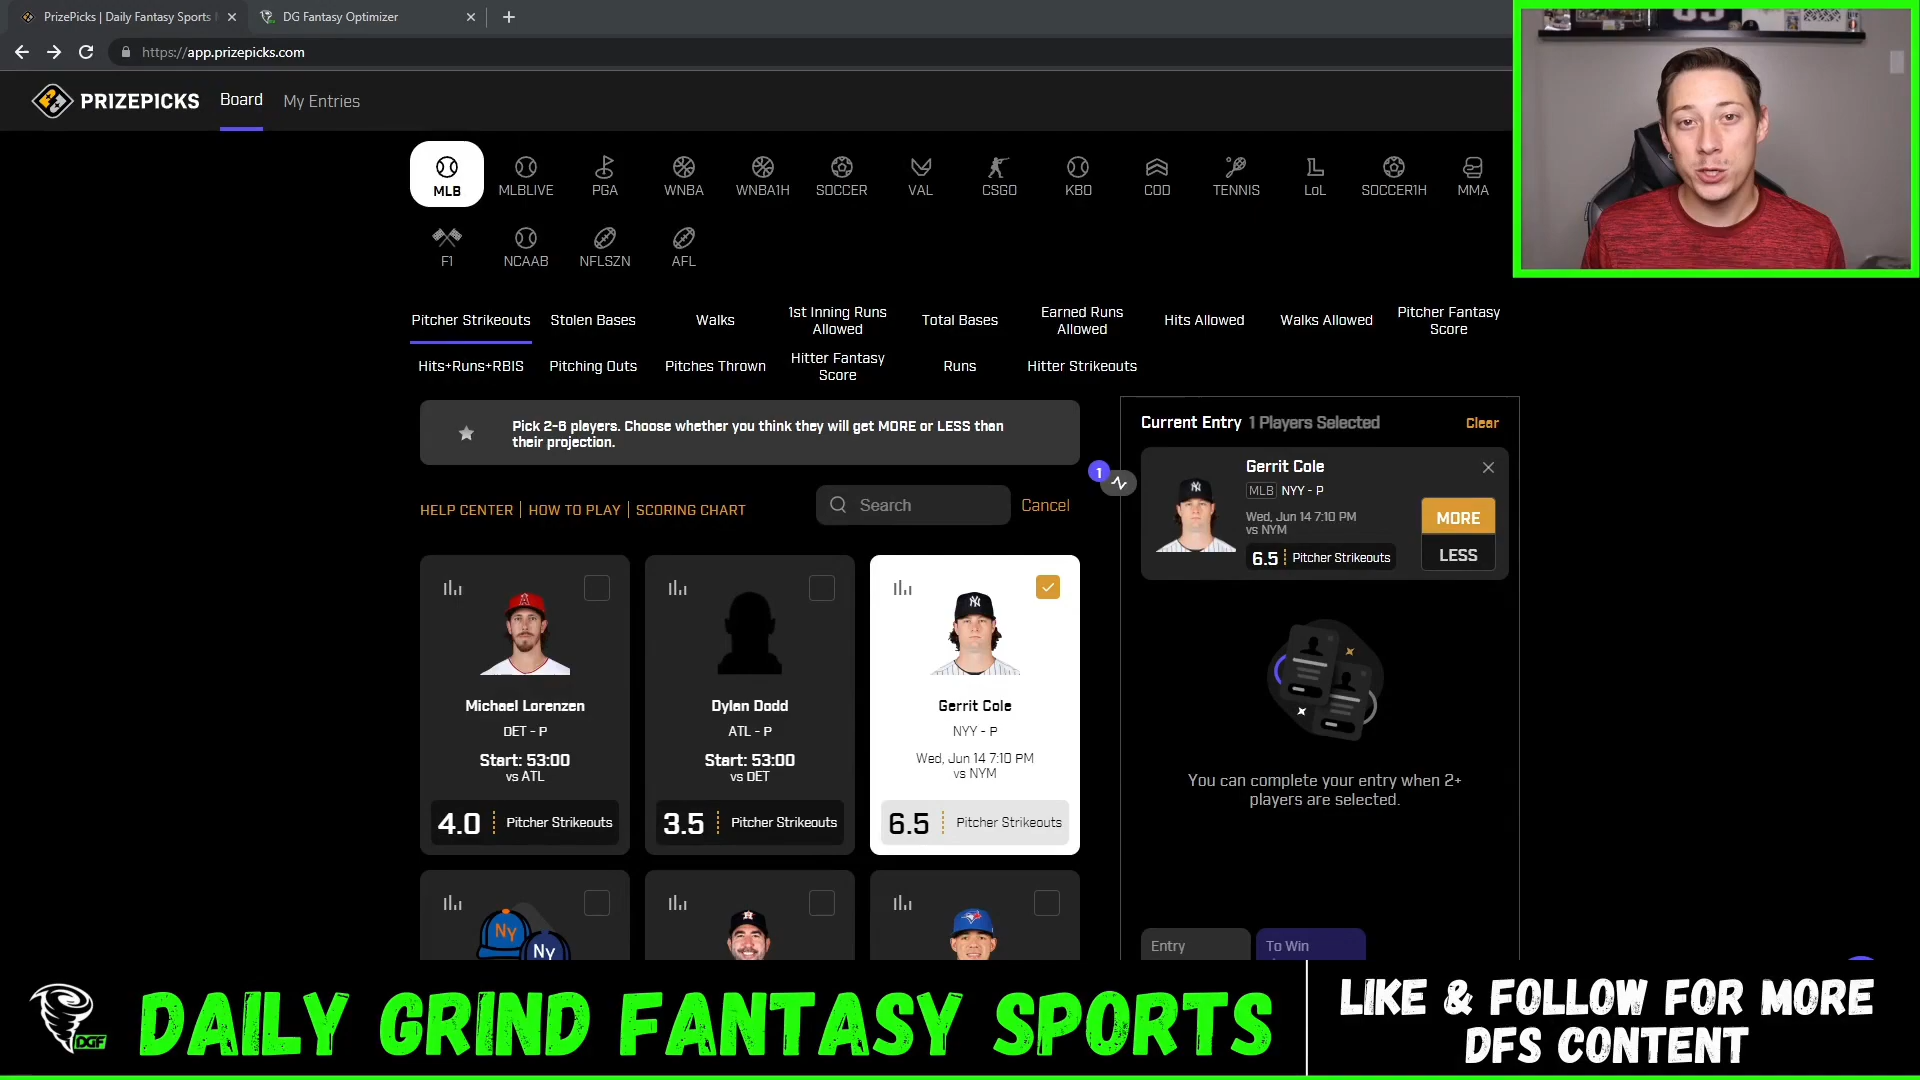 PrizePicks | Daily Fantasy Sports
DG Fantasy Optimizer
https://app.prizepicks.com
PRIZEPICKS
Board
My Entries
MLB
MLBLIVE
PGA
WNBA
WNBA1H
SOCCER
VAL
CSGO
KBO
COD
TENNIS
LoL
SOCCER1H
MMA
F1
NCAAB
NFLSZN
AFL
Pitcher Strikeouts
Stolen Bases
Walks
1st Inning Runs
Allowed
Total Bases
Earned Runs
Allowed
Hits Allowed
Walks Allowed
Pitcher Fantasy
Score
Hits+Runs+RBIS
Pitching Outs
Pitches Thrown
Hitter Fantasy
Score
Runs
Hitter Strikeouts
Pick 2-6 players. Choose whether you think they will get MORE or LESS than
their projection.
HELP CENTER | HOW TO PLAY | SCORING CHART
Search
Cancel
Michael Lorenzen
DET - P
Start: 53:00
vs ATL
4.0 Pitcher Strikeouts
Dylan Dodd
ATL - P
Start: 53:00
vs DET
3.5 Pitcher Strikeouts
Gerrit Cole
NYY - P
Wed, Jun 14 7:10 PM
vs NYM
6.5 Pitcher Strikeouts
NY
NY
Current Entry 1 Players Selected
Clear
1
Gerrit Cole
MLB NYY - P
Wed, Jun 14 7:10 PM
vs NYM
6.5 Pitcher Strikeouts
MORE
LESS
You can complete your entry when 2+
players are selected.
Entry
To Win
DGF
DAILY GRIND FANTASY SPORTS
LIKE & FOLLOW FOR MORE
DFS CONTENT